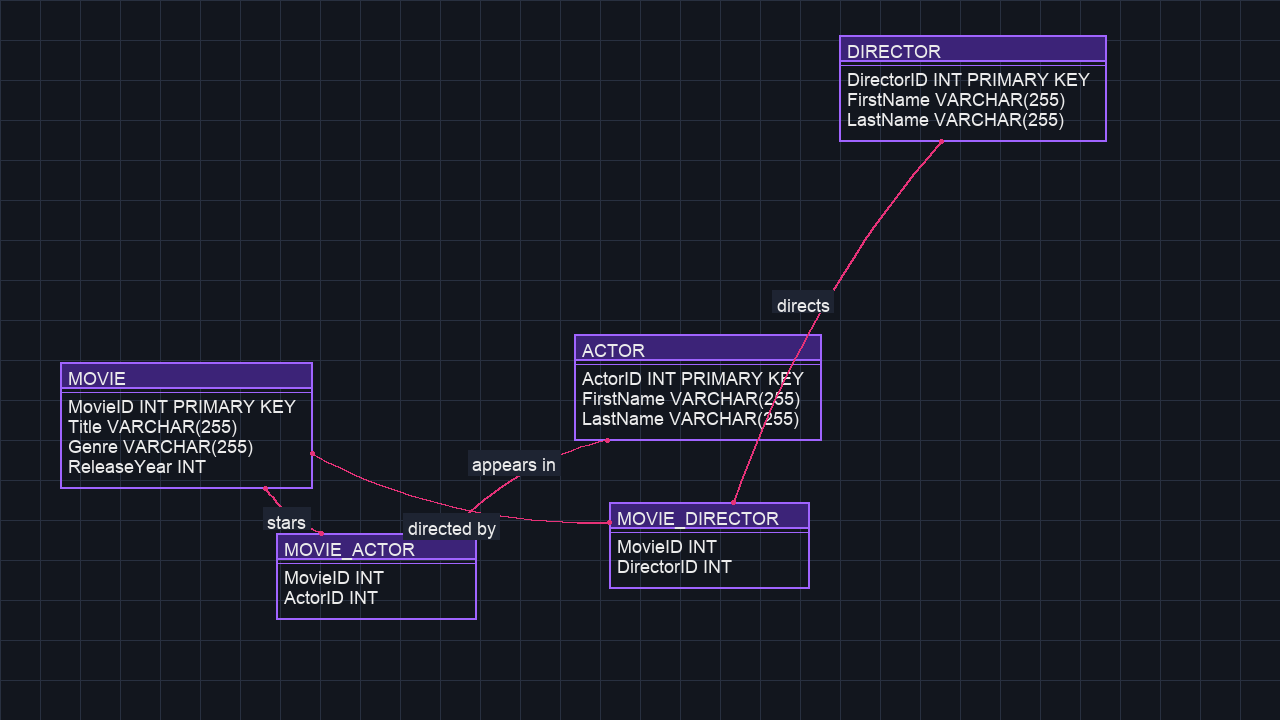 DIRECTOR
DirectorID INT PRIMARY KEY
FirstName VARCHAR(255)
LastName VARCHAR(255)
directs
ACTOR
ActorID INT PRIMARY KEY
FirstName VARCHAR(255)
LastName VARCHAR(255)
MOVIE
MovieID INT PRIMARY KEY
Title VARCHAR(255)
Genre VARCHAR(255)
ReleaseYear INT
appears in
stars
directed by
MOVIE_DIRECTOR
MovieID INT
DirectorID INT
MOVIE_ACTOR
MovieID INT
ActorID INT